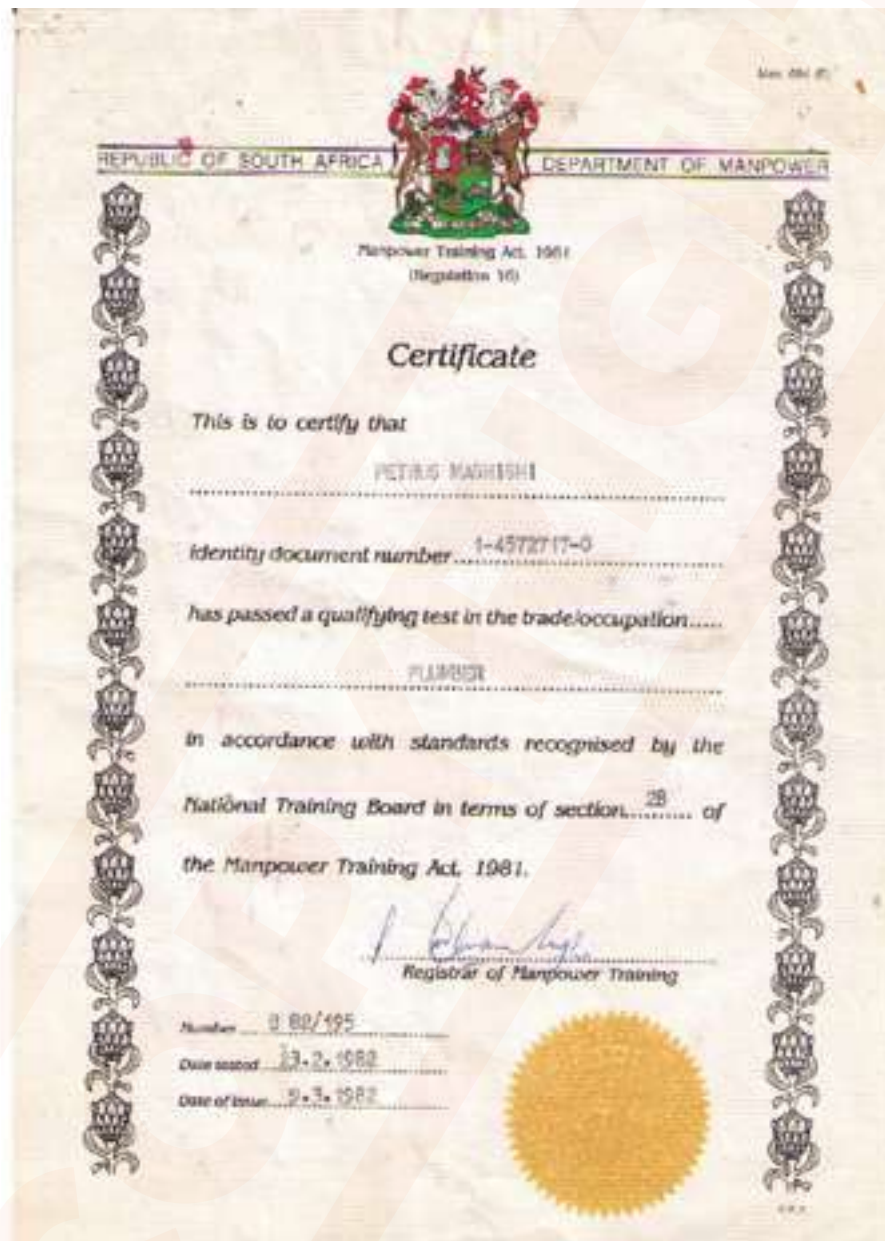 REPUBLIC OF SOUTH AFRICA
DEPARTMENT OF MANPOWER
Manpower Training Act, 1981
(Regulation 16)
Certificate
This is to certify that
PETRUS MASHISHI
Identity document number 1-4572717-0
has passed a qualifying test in the trade/occupation
PLUMBER
in accordance with standards recognised by the
National Training Board in terms of section 28 of
the Manpower Training Act, 1981.
Registrar of Manpower Training
Number 82/195
Date tested 23.2.1982
Date of issue 9.3.1982